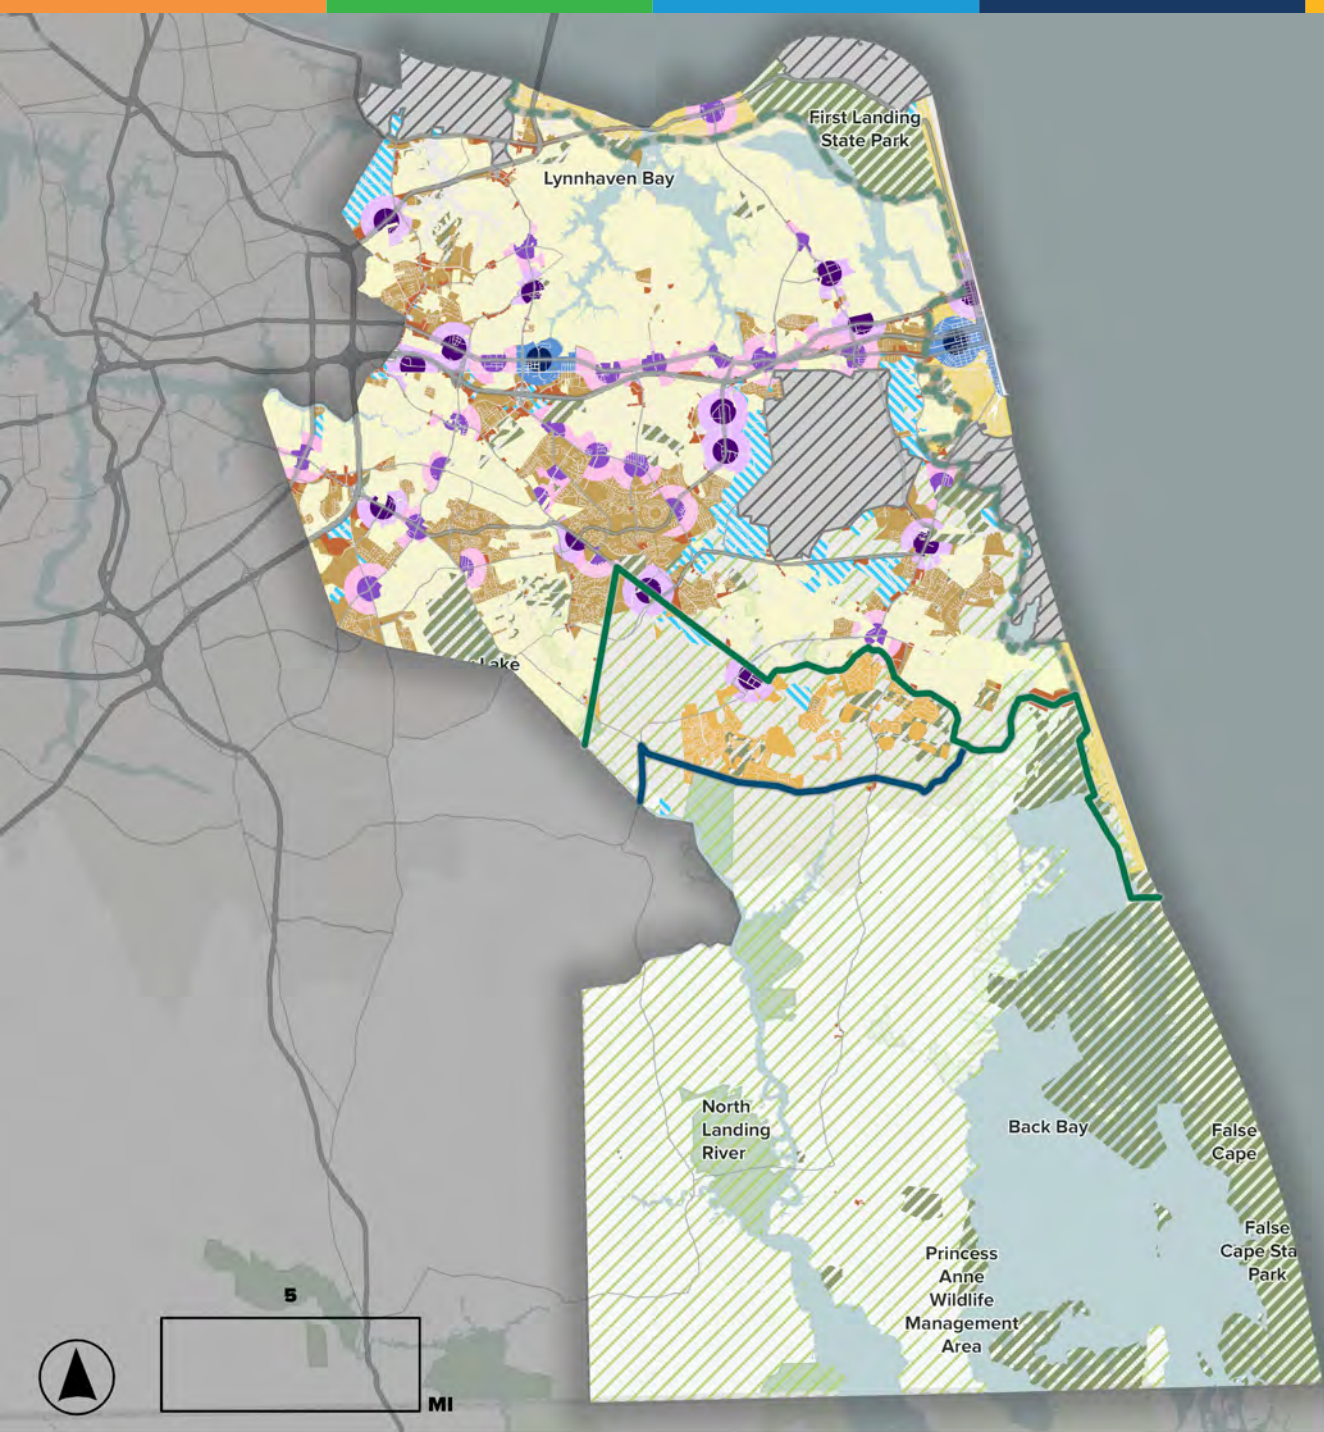 First Landing
State Park
Lynnhaven Bay
Lake
North
Landing
River
Back Bay
False
Cape
False
Cape Sta
Park
Princess
Anne
Wildlife
Management
Area
5
MI